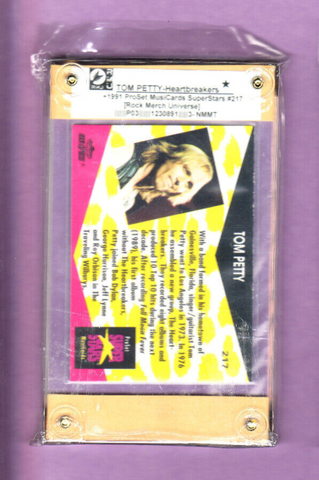 TOM PETTY-Heartbreakers
1991 ProSet MusiCards SuperStars #217
[Rock Merch Universe]
P03 1230891 3-NMMT
TOM PETTY
217
With a band formed in his hometown of
Gainesville, Florida, singer/guitarist Tom
Petty went to Los Angeles in 1973. In 1976
he assembled a new group, The Heart-
breakers. They recorded eight albums and
produced 10 top 10 hits during the next
decade. After recording Full Moon Fever
(1989), his first album
without The Heartbreakers,
Petty joined Bob Dylan,
George Harrison, Jeff Lynne
and Roy Orbison in The
Traveling Wilburys.
ProSet
SUPER
STARS
MusiCards